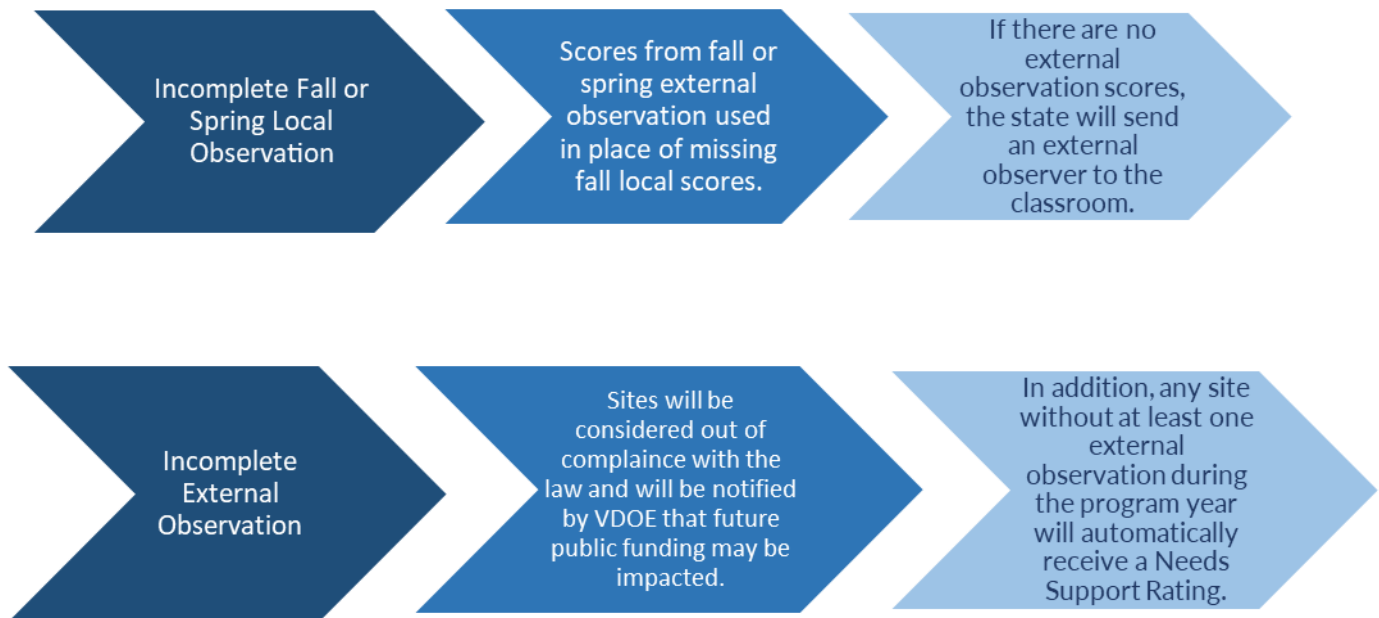 Incomplete Fall or
Spring Local
Observation
Scores from fall or
spring external
observation used
in place of missing
fall local scores.
If there are no
external
observation scores,
the state will send
an external
observer to the
classroom.
Incomplete
External
Observation
Sites will be
considered out of
complaince with the
law and will be notified
by VDOE that future
public funding may be
impacted.
In addition, any site
without at least one
external
observation during
the program year
will automatically
receive a Needs
Support Rating.